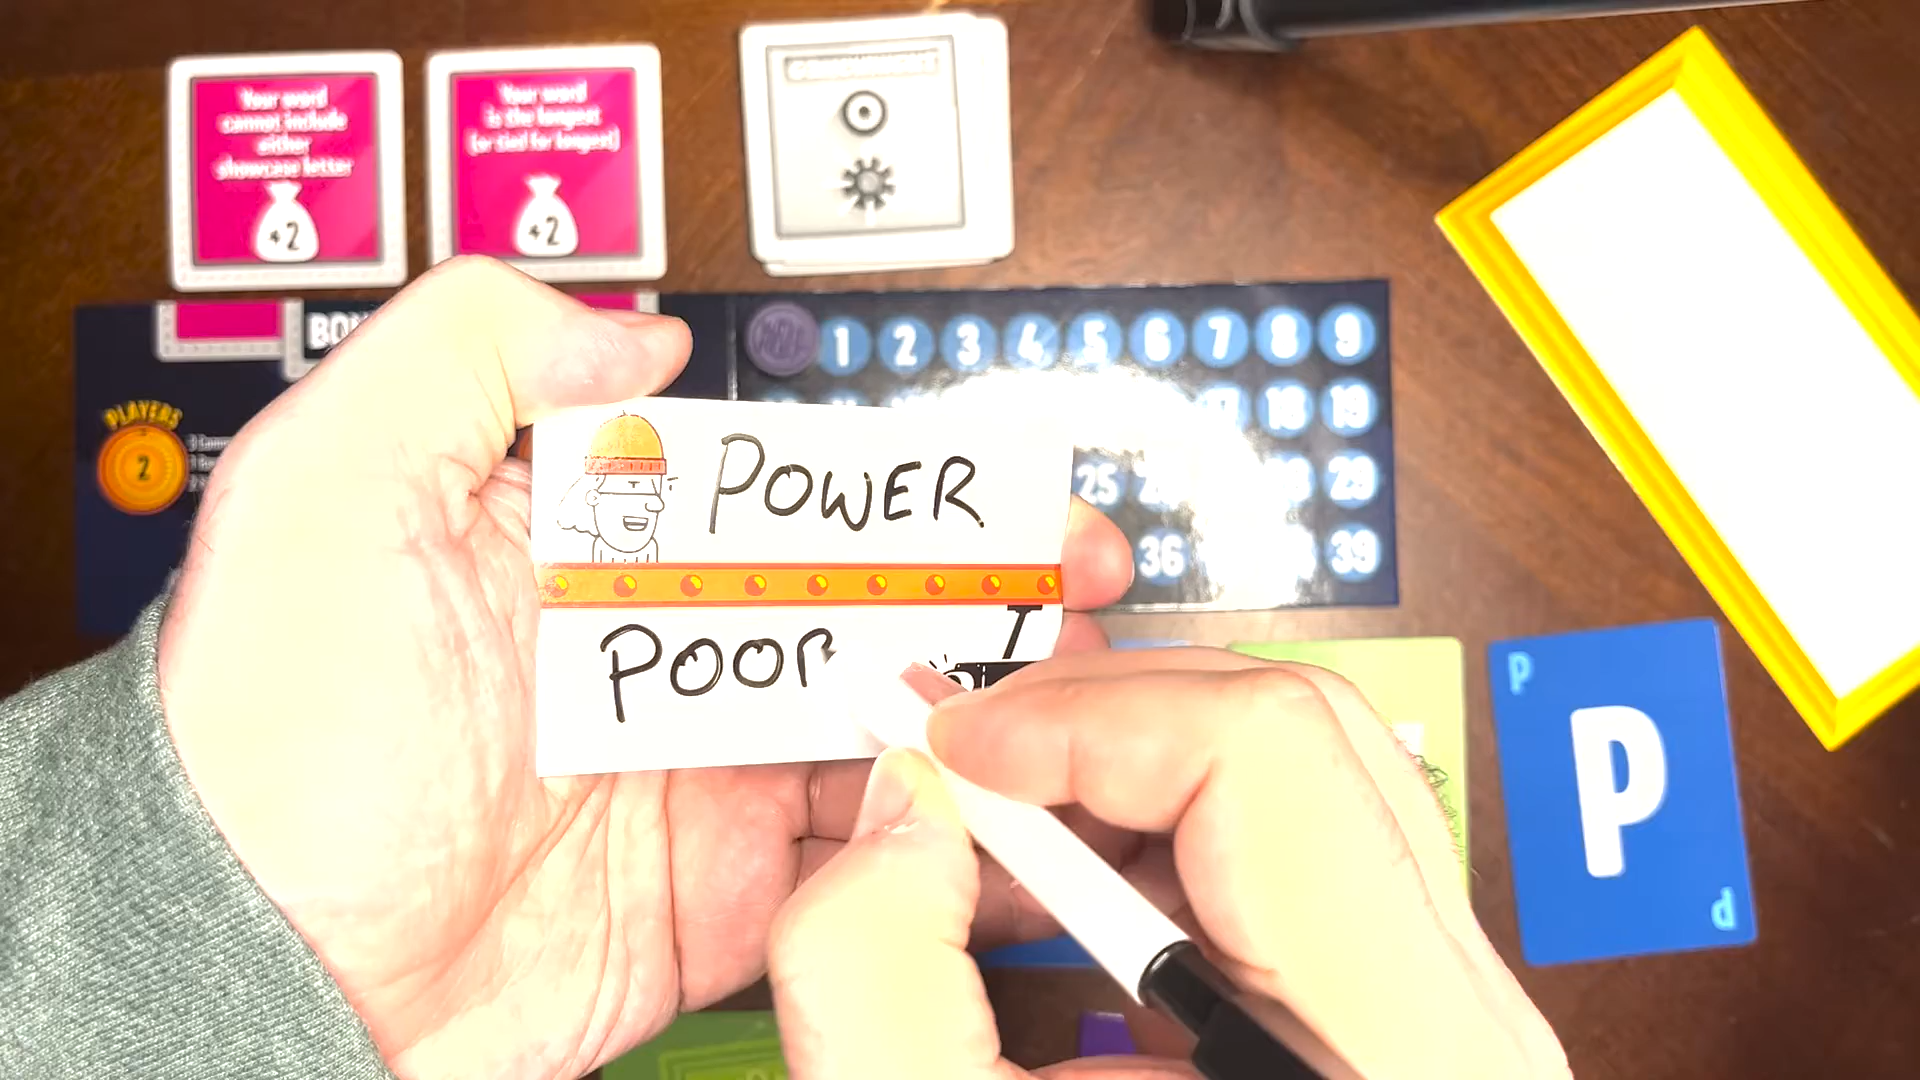 Your word
cannot include
either
showcase letter
+2
Your word
is the longest
(or tied for longest)
+2
PLAYERS
2
1 2 3 4 5 6 7 8 9
17 18 19
25 29
36 39
POWER
POOR
P
P
P